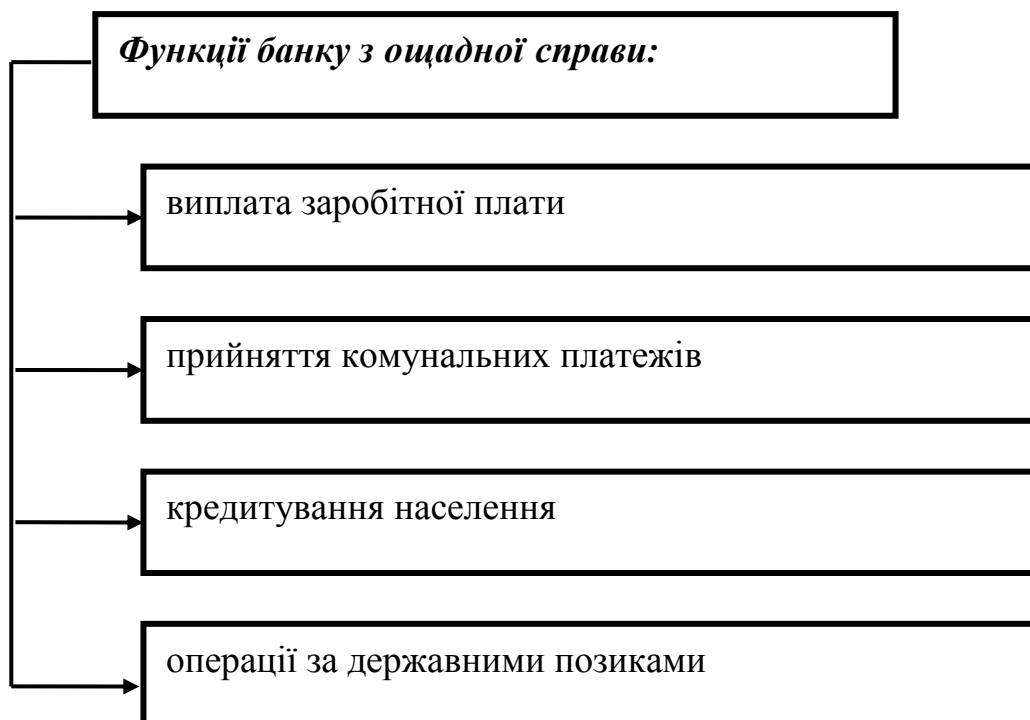 Функції банку з ощадної справи:
виплата заробітної плати
прийняття комунальних платежів
кредитування населення
операції за державними позиками